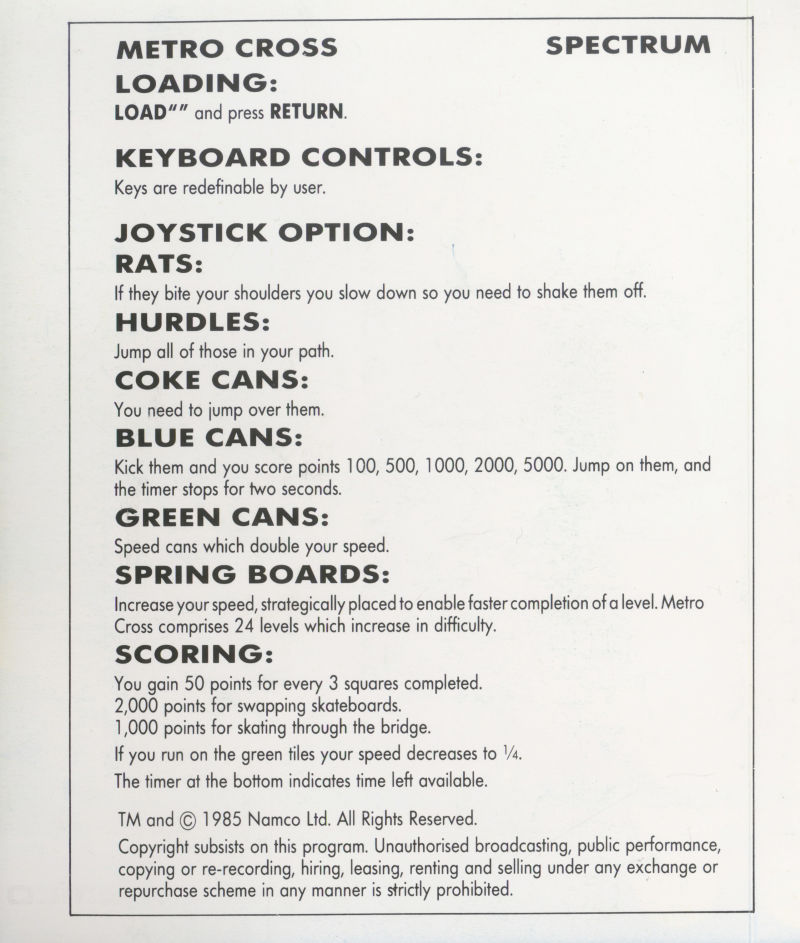 METRO CROSS SPECTRUM
LOADING:
LOAD"" and press RETURN.
KEYBOARD CONTROLS:
Keys are redefinable by user.
JOYSTICK OPTION:
RATS:
If they bite your shoulders you slow down so you need to shake them off.
HURDLES:
Jump all of those in your path.
COKE CANS:
You need to jump over them.
BLUE CANS:
Kick them and you score points 100, 500, 1000, 2000, 5000. Jump on them, and
the timer stops for two seconds.
GREEN CANS:
Speed cans which double your speed.
SPRING BOARDS:
Increase your speed, strategically placed to enable faster completion of a level. Metro
Cross comprises 24 levels which increase in difficulty.
SCORING:
You gain 50 points for every 3 squares completed.
2,000 points for swapping skateboards.
1,000 points for skating through the bridge.
If you run on the green tiles your speed decreases to ¼.
The timer at the bottom indicates time left available.
TM and © 1985 Namco Ltd. All Rights Reserved.
Copyright subsists on this program. Unauthorised broadcasting, public performance,
copying or re-recording, hiring, leasing, renting and selling under any exchange or
repurchase scheme in any manner is strictly prohibited.